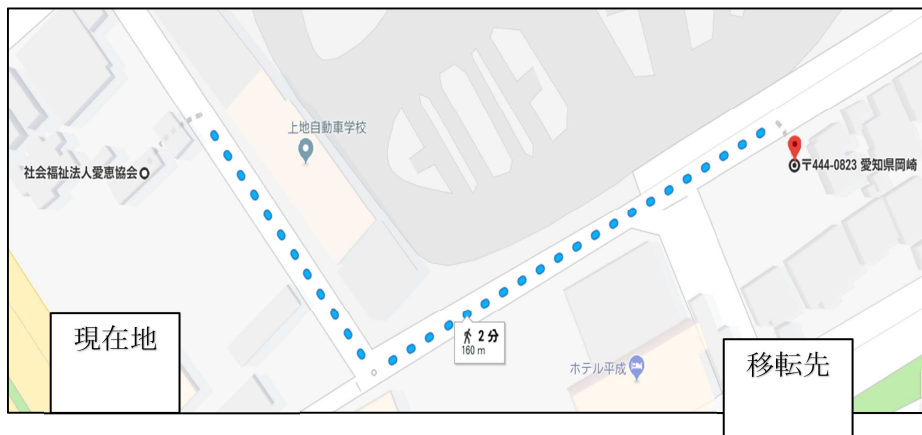 上地自動車学校
社会福祉法人愛恵協会
〒444-0823 愛知県岡崎
現在地
2 分
160 m
ホテル平成
移転先